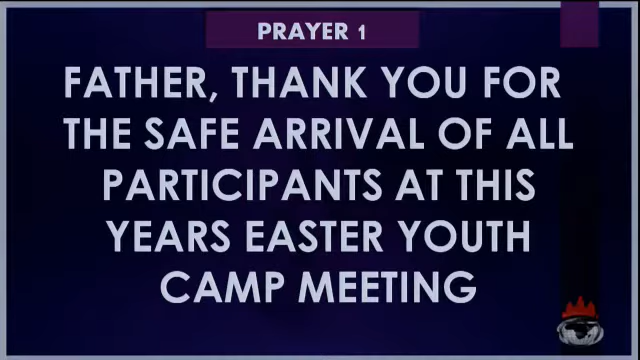 PRAYER 1
FATHER, THANK YOU FOR
THE SAFE ARRIVAL OF ALL
PARTICIPANTS AT THIS
YEARS EASTER YOUTH
CAMP MEETING